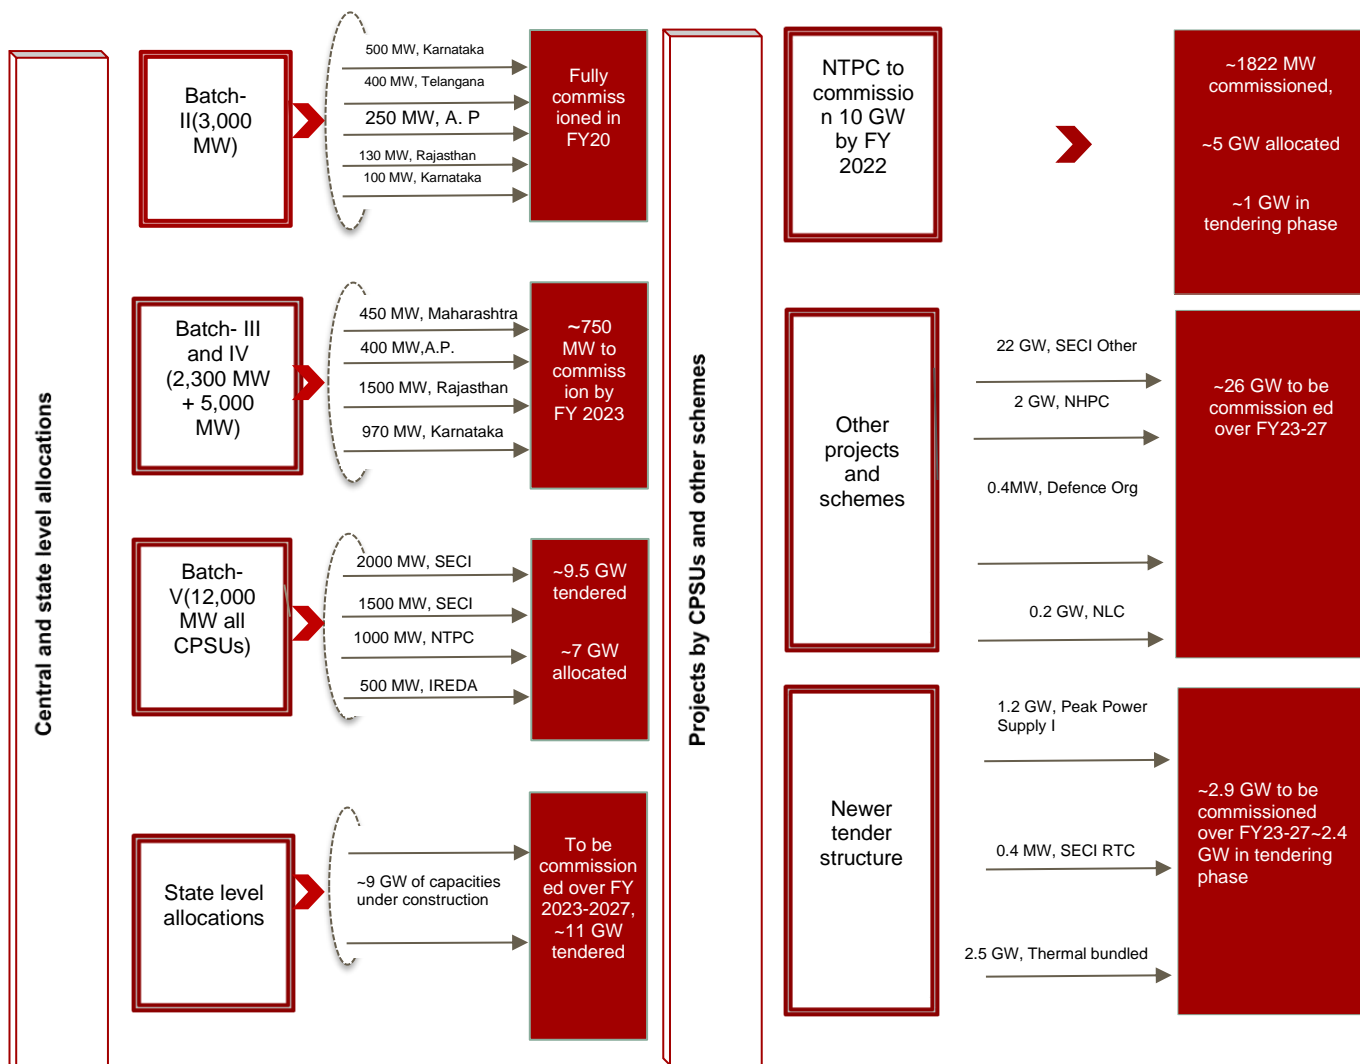 Central and state level allocations
Batch-
II(3,000
MW)
500 MW, Karnataka
400 MW, Telangana
250 MW, A. P
130 MW, Rajasthan
100 MW, Karnataka
Fully
commiss
ioned in
FY20
Batch- III
and IV
(2,300 MW
+ 5,000
MW)
450 MW, Maharashtra
400 MW,A.P.
1500 MW, Rajasthan
970 MW, Karnataka
~750
MW to
commiss
ion by
FY 2023
Batch-
V(12,000
MW all
CPSUs)
2000 MW, SECI
1500 MW, SECI
1000 MW, NTPC
500 MW, IREDA
~9.5 GW
tendered
~7 GW
allocated
State level
allocations
~9 GW of capacities
under construction
To be
commission
ed over FY
2023-2027,
~11 GW
tendered
Projects by CPSUs and other schemes
NTPC to
commissio
n 10 GW
by FY
2022
~1822 MW
commissioned,
~5 GW allocated
~1 GW in
tendering phase
Other
projects
and
schemes
22 GW, SECI Other
2 GW, NHPC
0.4MW, Defence Org
0.2 GW, NLC
~26 GW to be
commission ed
over FY23-27
Newer
tender
structure
1.2 GW, Peak Power
Supply I
0.4 MW, SECI RTC
2.5 GW, Thermal bundled
~2.9 GW to be
commissioned
over FY23-27~2.4
GW in tendering
phase